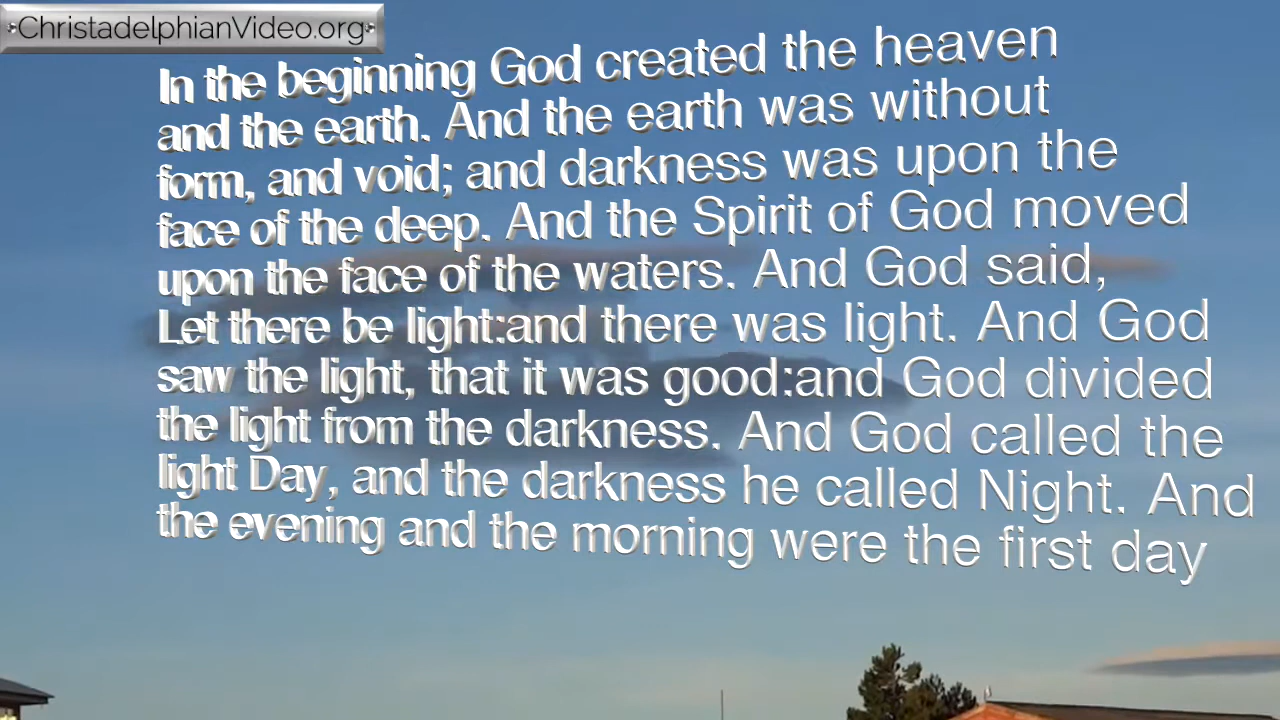 ChristadelphianVideo.org
In the beginning God created the heaven
and the earth. And the earth was without
form, and void; and darkness was upon the
face of the deep. And the Spirit of God moved
upon the face of the waters. And God said,
Let there be light:and there was light. And God
saw the light, that it was good:and God divided
the light from the darkness. And God called the
light Day, and the darkness he called Night. And
the evening and the morning were the first day